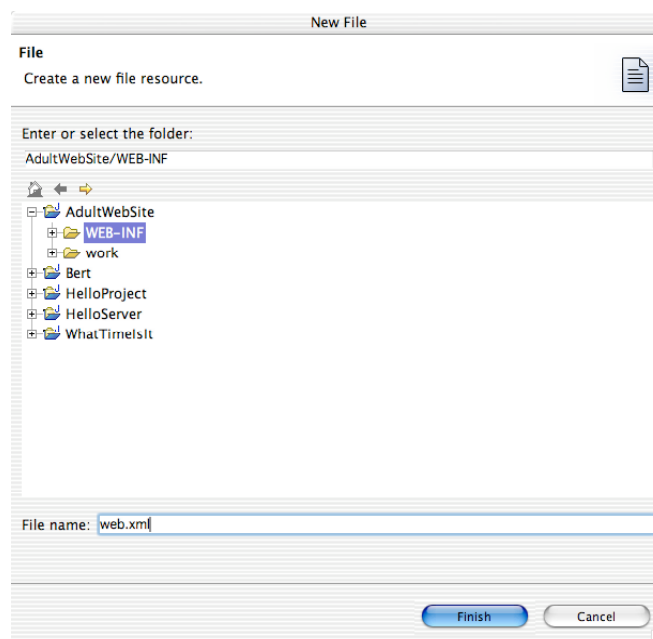 New File
File
Create a new file resource.
Enter or select the folder:
AdultWebSite/WEB-INF
AdultWebSite
WEB-INF
work
Bert
HelloProject
HelloServer
WhatTimeIsIt
File name: web.xml
Finish Cancel